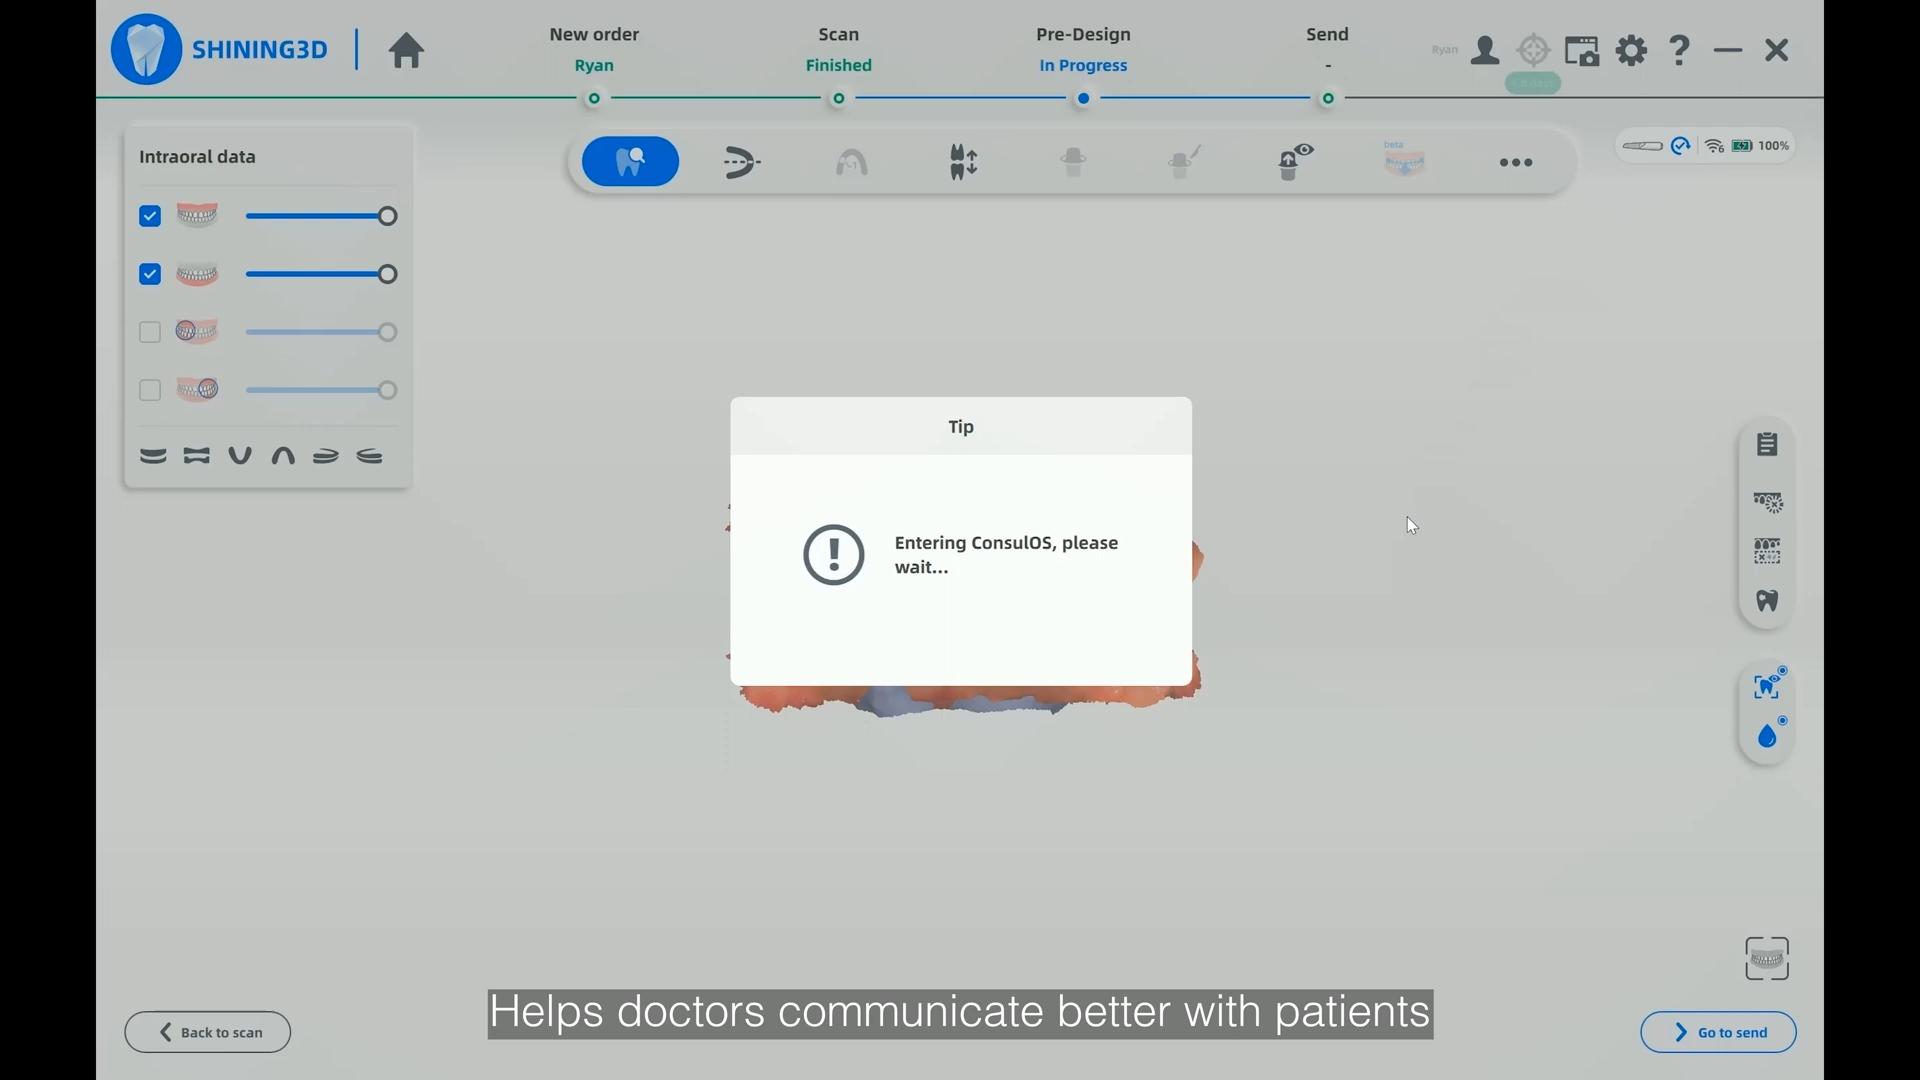 SHINING3D
New order
Scan
Pre-Design
Send
Ryan
Finished
In Progress
-
Ryan
Intraoral data
beta
100%
Tip
Entering ConsulOS, please
wait...
Helps doctors communicate better with patients
Back to scan
Go to send